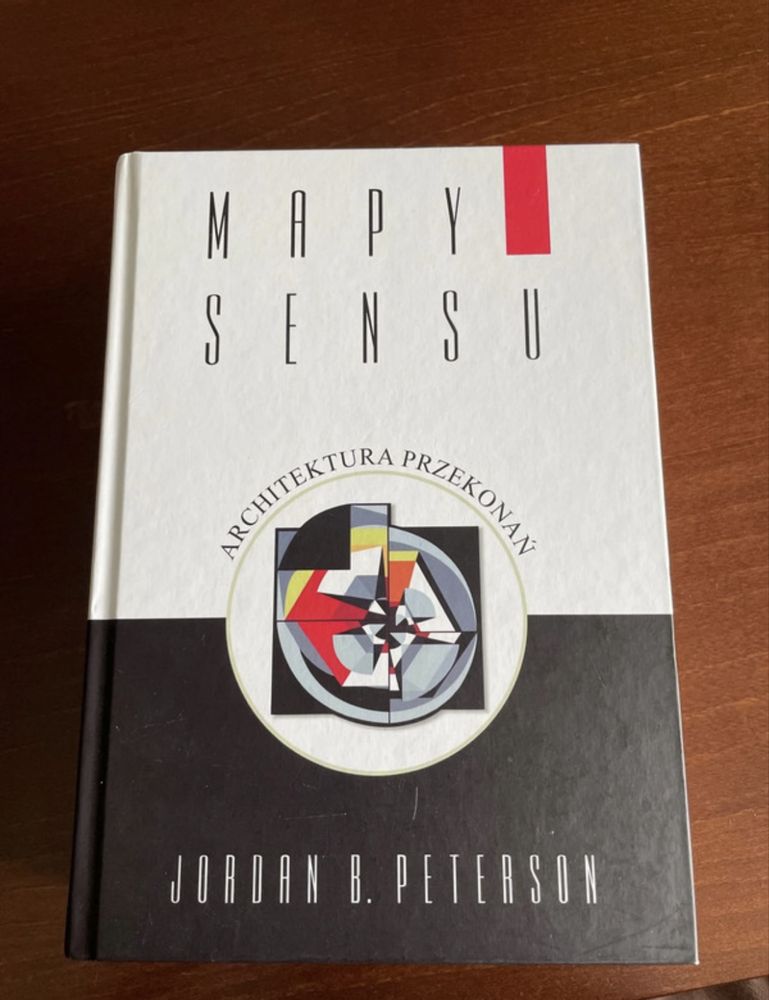 MAPY
SENSU
ARCHITEKTURA PRZEKONAŃ
JORDAN B. PETERSON